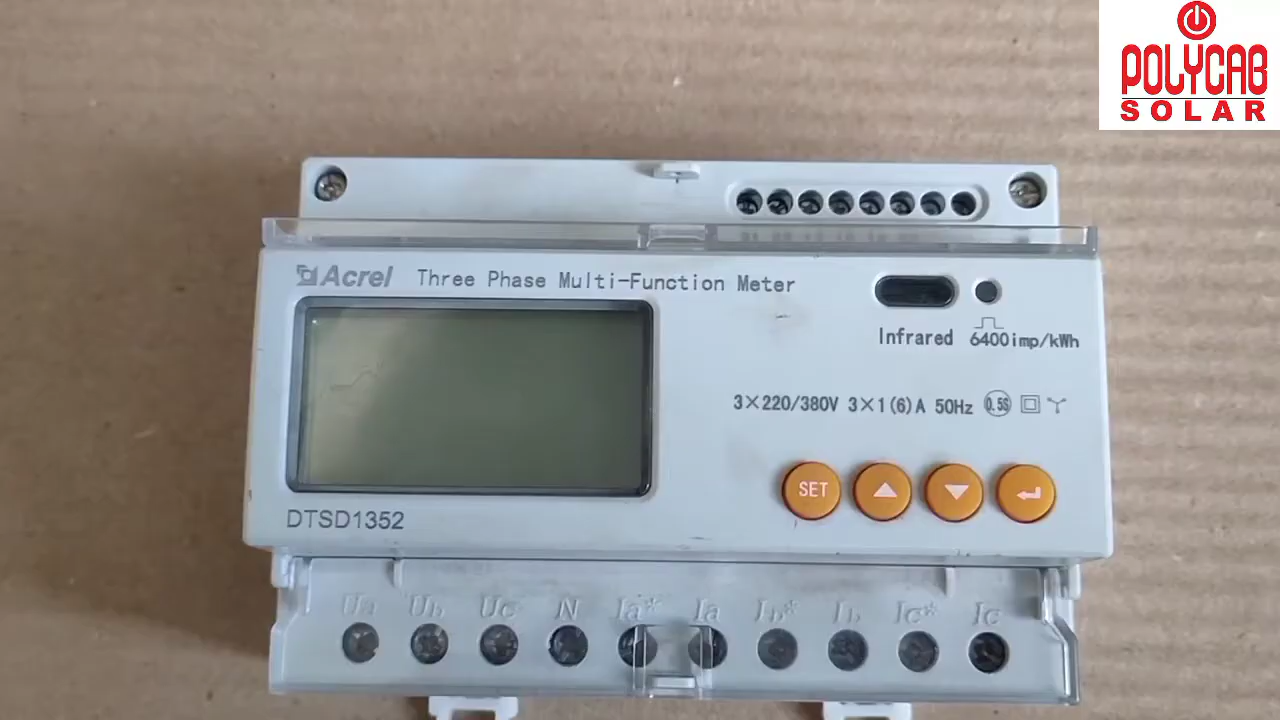 POLYCAB
SOLAR
Acrel Three Phase Multi-Function Meter
Infrared 6400imp/kWh
3×220/380V 3×1(6)A 50Hz 0.5S
SET
DTSD1352
Ua Ub Uc N Ia* Ia Ib* Ib Ic* Ic